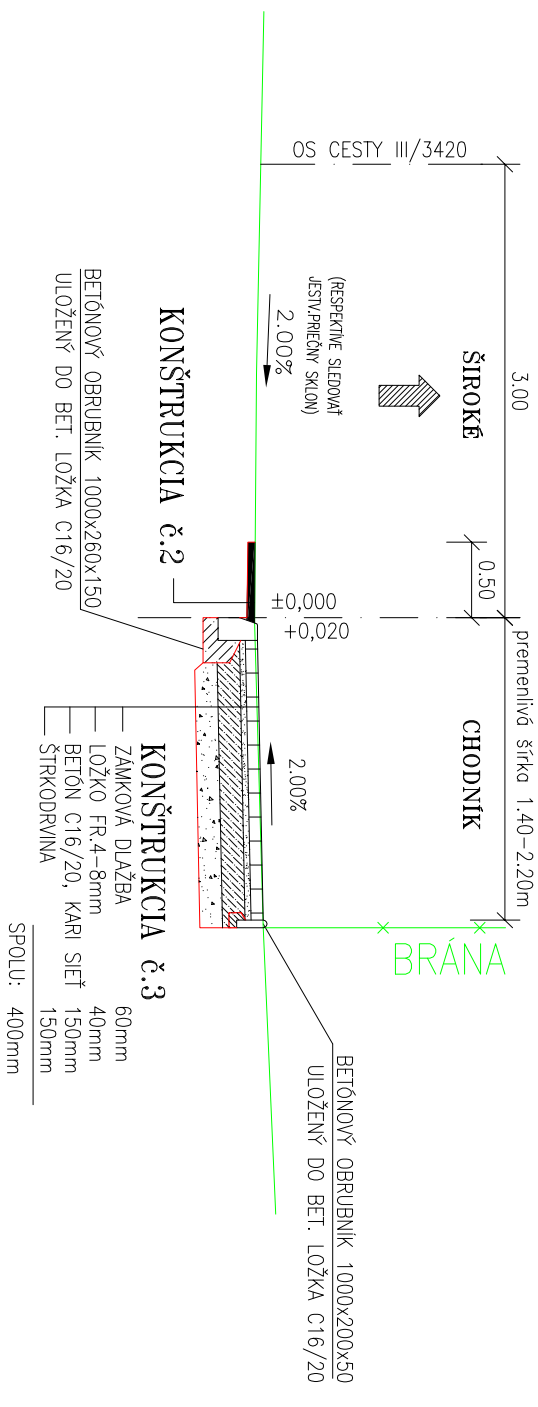 OS CESTY III/3420
3.00
ŠIROKÉ
(RESPEKTÍVE SLEDOVAŤ
JESTV.PRIEČNY SKLON)
2.00%
0.50
±0,000
+0,020
premenlivá šírka 1.40-2.20m
CHODNÍK
2.00%
BRÁNA
BETÓNOVÝ OBRUBNÍK 1000x200x50
ULOŽENÝ DO BET. LOŽKA C16/20
KONŠTRUKCIA č.2
BETÓNOVÝ OBRUBNÍK 1000x260x150
ULOŽENÝ DO BET. LOŽKA C16/20
KONŠTRUKCIA č.3
ZÁMKOVÁ DLAŽBA 60mm
LOŽKO FR.4-8mm 40mm
BETÓN C16/20, KARI SIEŤ 150mm
ŠTRKODRVINA 150mm
SPOLU: 400mm